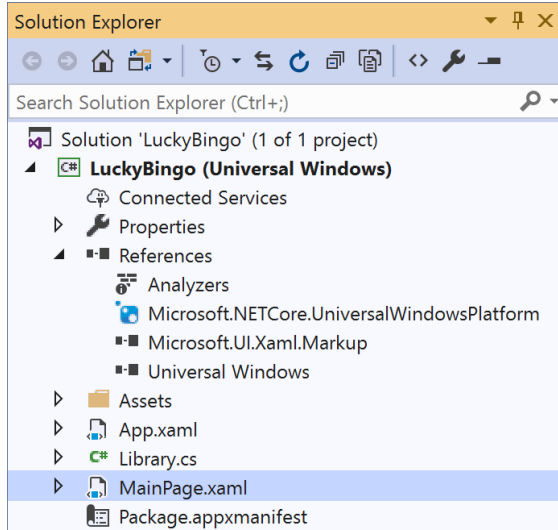 Solution Explorer
Search Solution Explorer (Ctrl+;)
Solution 'LuckyBingo' (1 of 1 project)
C# LuckyBingo (Universal Windows)
Connected Services
Properties
References
Analyzers
Microsoft.NETCore.UniversalWindowsPlatform
Microsoft.UI.Xaml.Markup
Universal Windows
Assets
App.xaml
C# Library.cs
MainPage.xaml
Package.appxmanifest